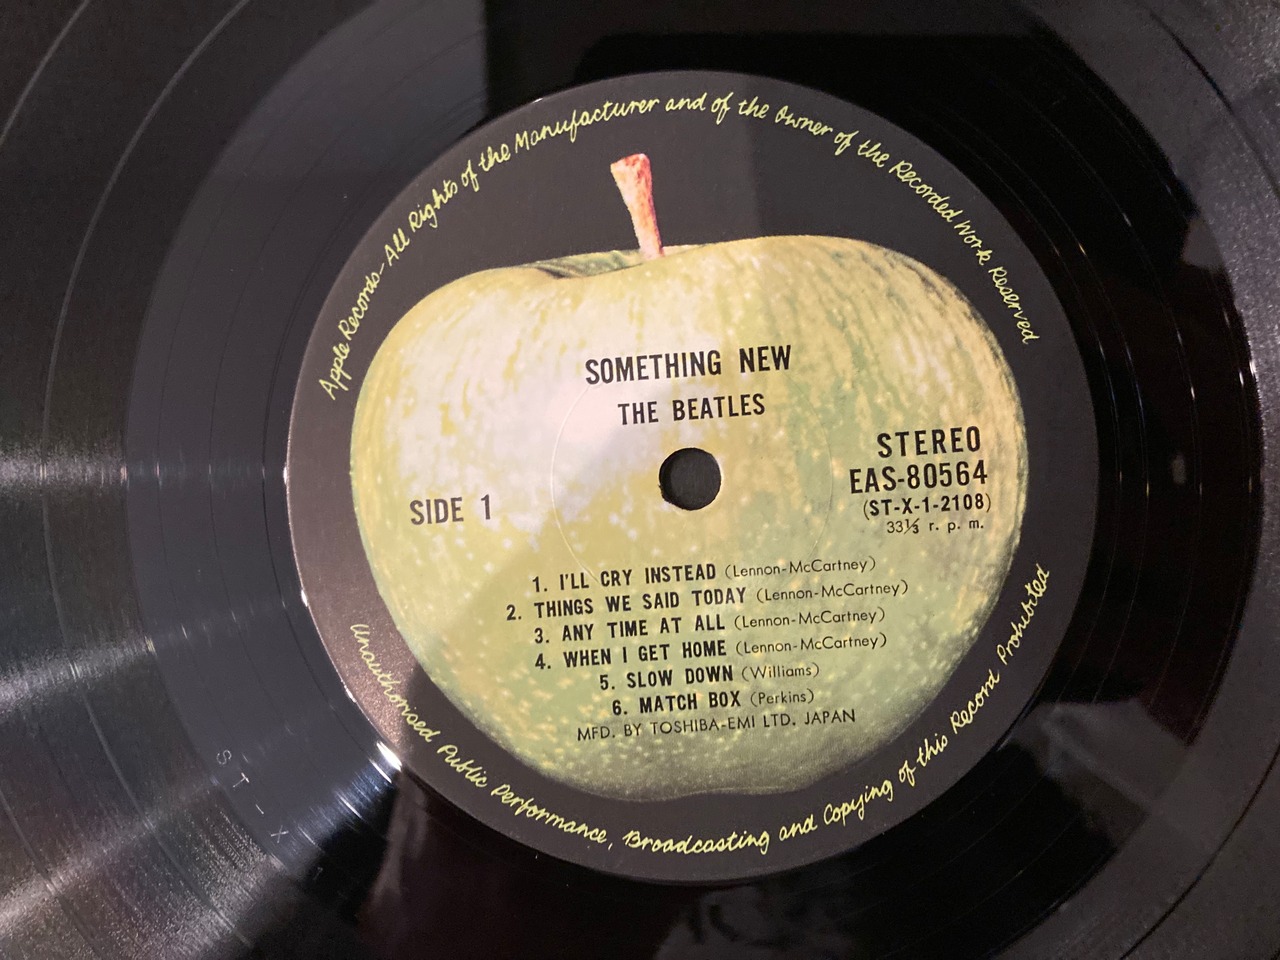 Apple Records-All Rights of the Manufacturer and of the Owner of the Recorded Work Reserved
SOMETHING NEW
THE BEATLES
STEREO
EAS-80564
(ST-X-1-2108)
33⅓ r. p. m.
SIDE 1
1. I'LL CRY INSTEAD (Lennon-McCartney)
2. THINGS WE SAID TODAY (Lennon-McCartney)
3. ANY TIME AT ALL (Lennon-McCartney)
4. WHEN I GET HOME (Lennon-McCartney)
5. SLOW DOWN (Williams)
6. MATCH BOX (Perkins)
MFD. BY TOSHIBA-EMI LTD. JAPAN
Unauthorised Public Performance, Broadcasting and Copying of this Record Prohibited
ST-X